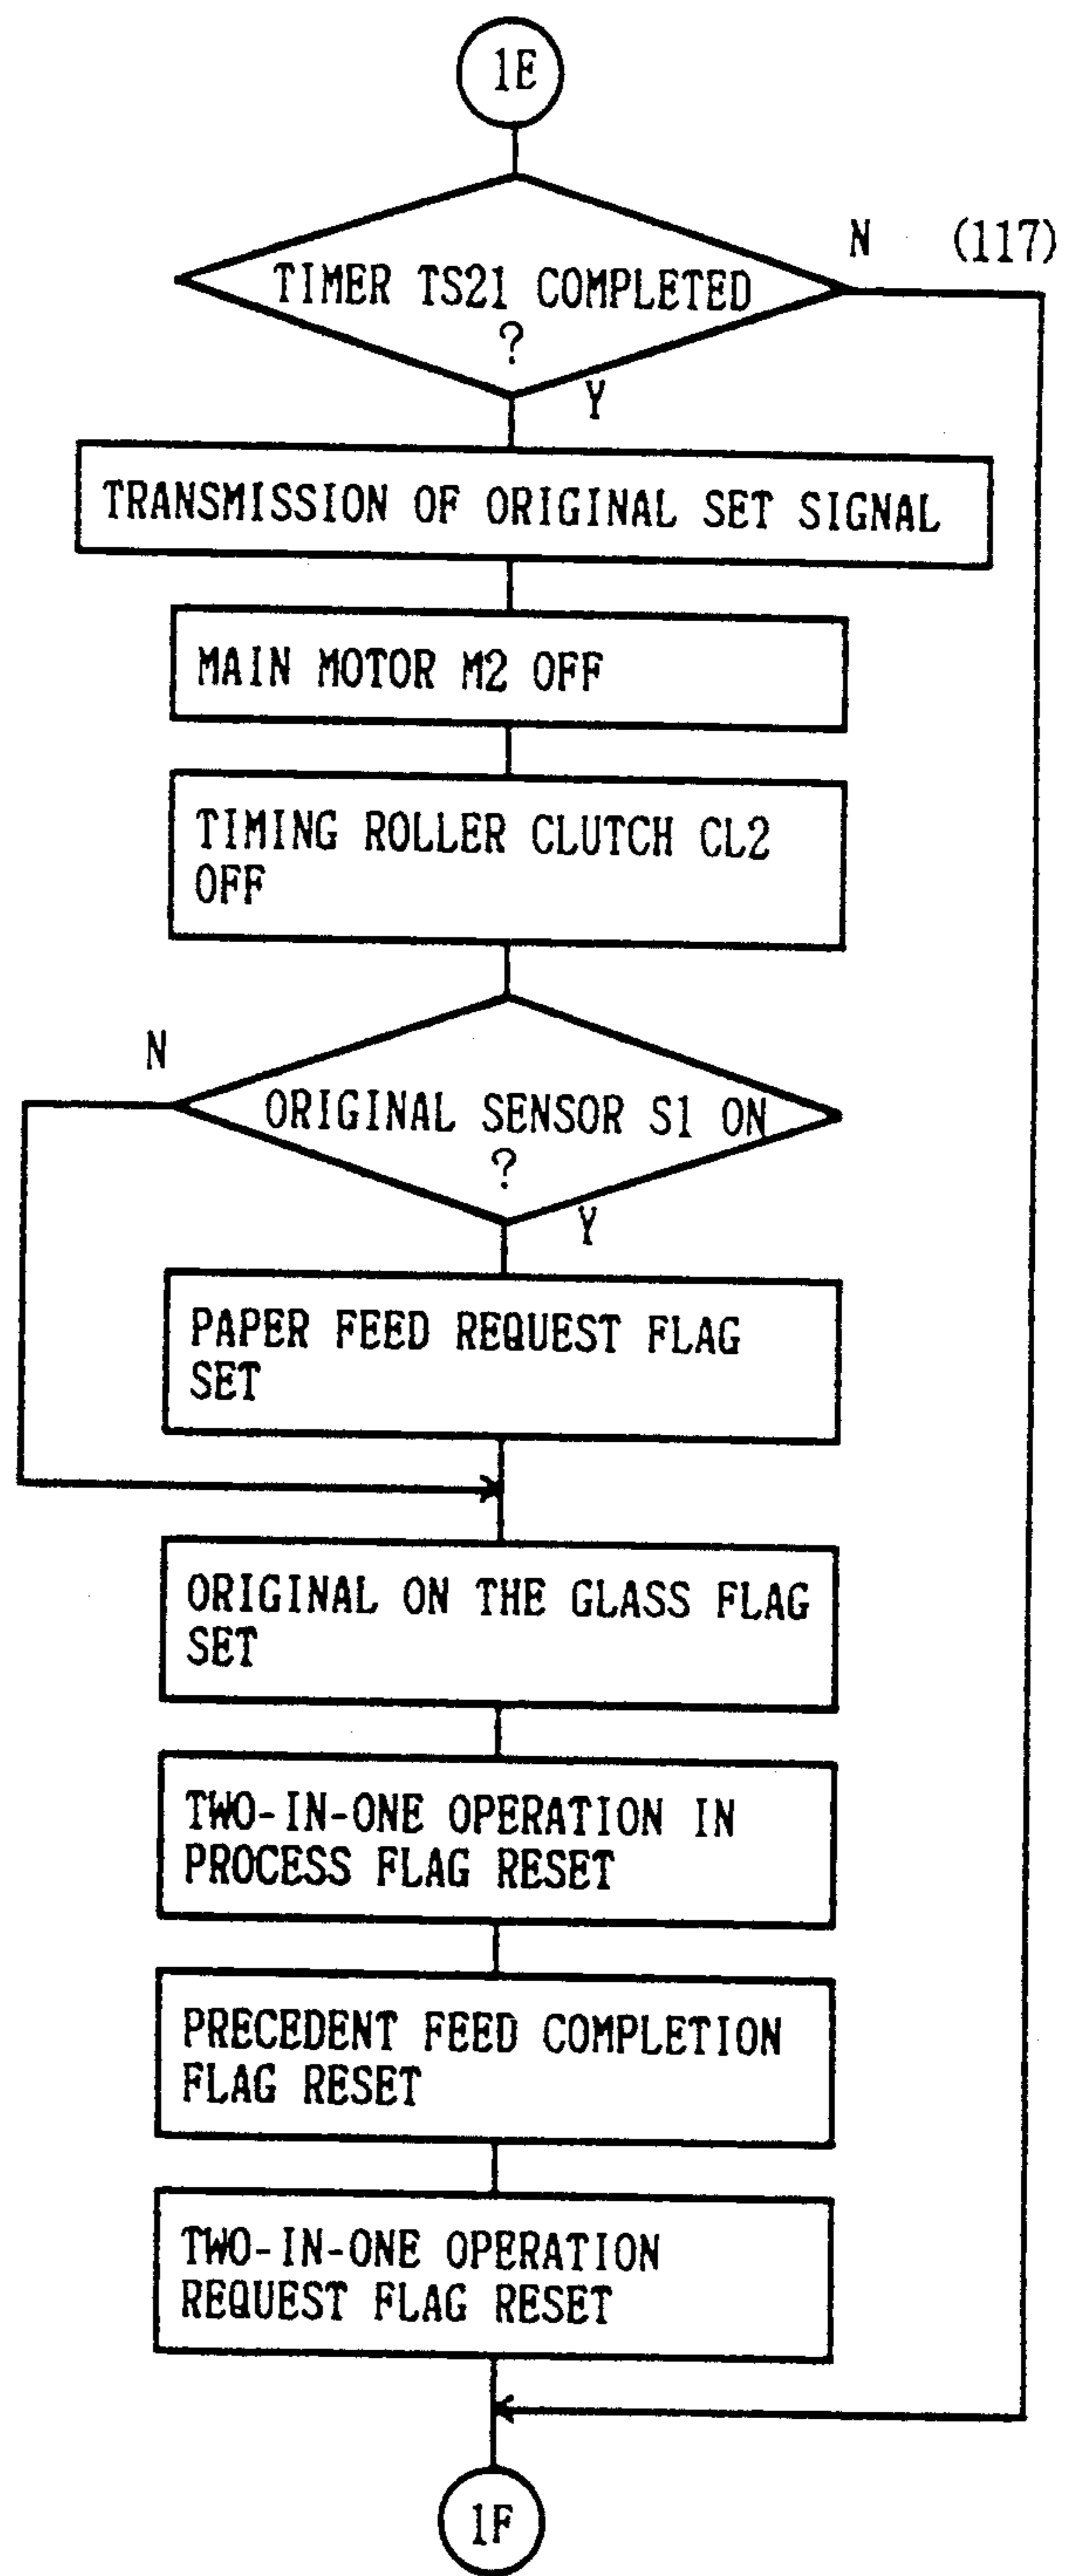 1E
N (117)
TIMER TS21 COMPLETED
?
Y
TRANSMISSION OF ORIGINAL SET SIGNAL
MAIN MOTOR M2 OFF
TIMING ROLLER CLUTCH CL2
OFF
N
ORIGINAL SENSOR S1 ON
?
Y
PAPER FEED REQUEST FLAG
SET
ORIGINAL ON THE GLASS FLAG
SET
TWO-IN-ONE OPERATION IN
PROCESS FLAG RESET
PRECEDENT FEED COMPLETION
FLAG RESET
TWO-IN-ONE OPERATION
REQUEST FLAG RESET
1F